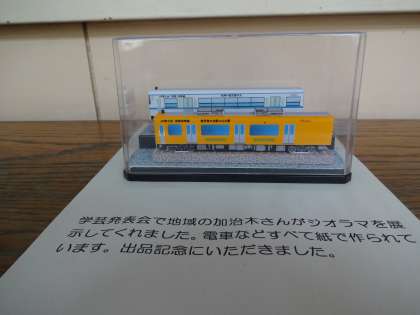 学芸発表会で地域の加治木さんがジオラマを展
示してくれました。電車などすべて紙で作られて
います。出品記念にいただきました。